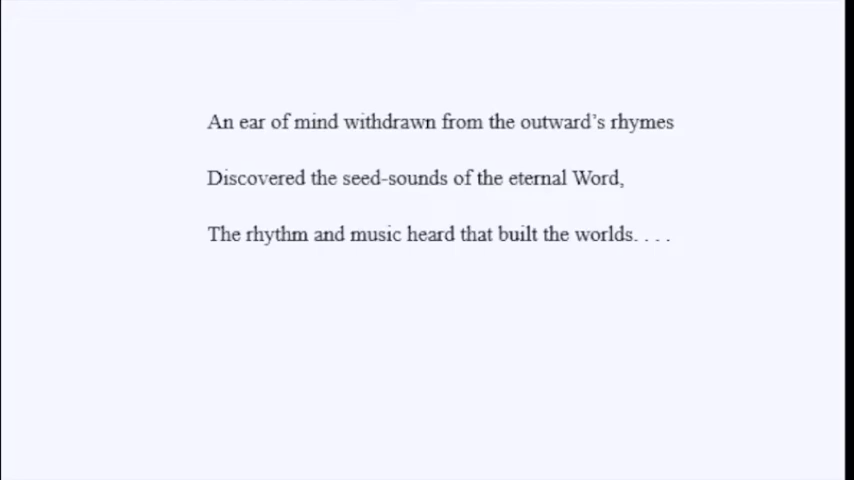 An ear of mind withdrawn from the outward’s rhymes
Discovered the seed-sounds of the eternal Word,
The rhythm and music heard that built the worlds. . . .